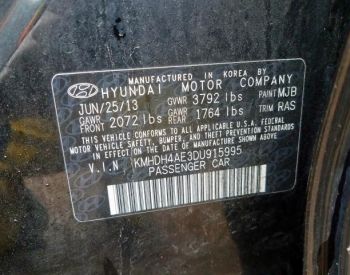 MANUFACTURED IN KOREA BY
HYUNDAI MOTOR COMPANY
JUN/25/13 GVWR 3792 lbs PAINT MJB
GAWR FRONT 2072 lbs GAWR REAR 1764 lbs TRIM RAS
THIS VEHICLE CONFORMS TO ALL APPLICABLE U.S.A. FEDERAL
MOTOR VEHICLE SAFETY, BUMPER, AND THEFT PREVENTION STANDARDS
IN EFFECT ON THE DATE OF MANUFACTURE SHOWN ABOVE.
V.I.N KMHDH4AE3DU915995
PASSENGER CAR